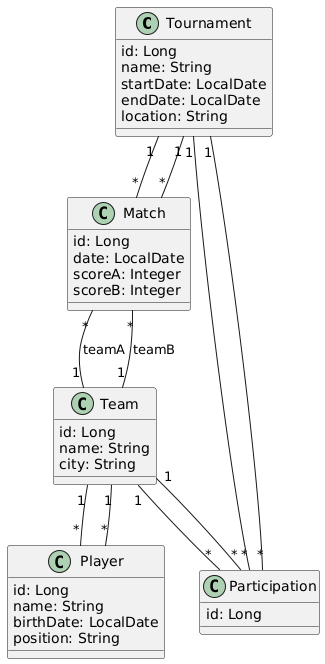 C Tournament
id: Long
name: String
startDate: LocalDate
endDate: LocalDate
location: String
1 1 1 1
* *
C Match
id: Long
date: LocalDate
scoreA: Integer
scoreB: Integer
* *
teamA teamB
1 1
C Team
id: Long
name: String
city: String
1
1 1 1
* * * * * *
C Player
id: Long
name: String
birthDate: LocalDate
position: String
C Participation
id: Long